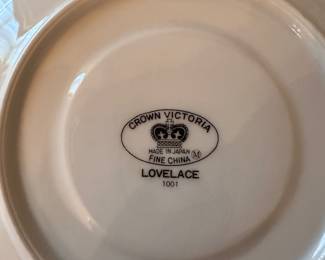 CROWN VICTORIA
MADE IN JAPAN
FINE CHINA M
LOVELACE
1001